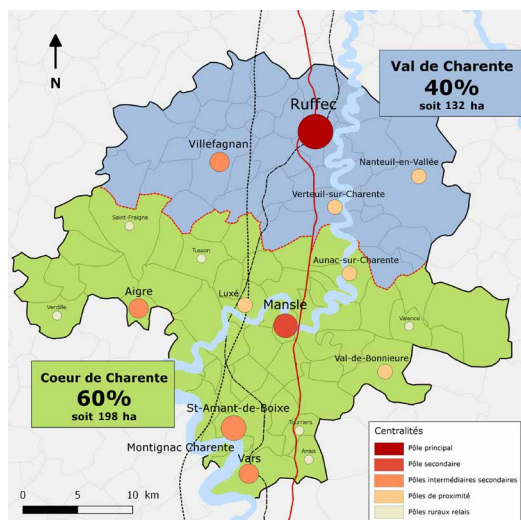 N
Val de Charente
40%
soit 132 ha
Ruffec
Villefagnan
Nanteuil-en-Vallée
Verteuil-sur-Charente
Saint-Fraigne
Tusson
Aunac-sur-Charente
Aigre
Luxé
Mansle
Verdille
Valence
Val-de-Bonnieure
Coeur de Charente
60%
soit 198 ha
St-Amant-de-Boixe
Montignac Charente
Tourriers
Vars
Anais
0 5 10 km
Centralités
Pôle principal
Pôle secondaire
Pôles intermédiaires secondaires
Pôles de proximité
Pôles ruraux relais